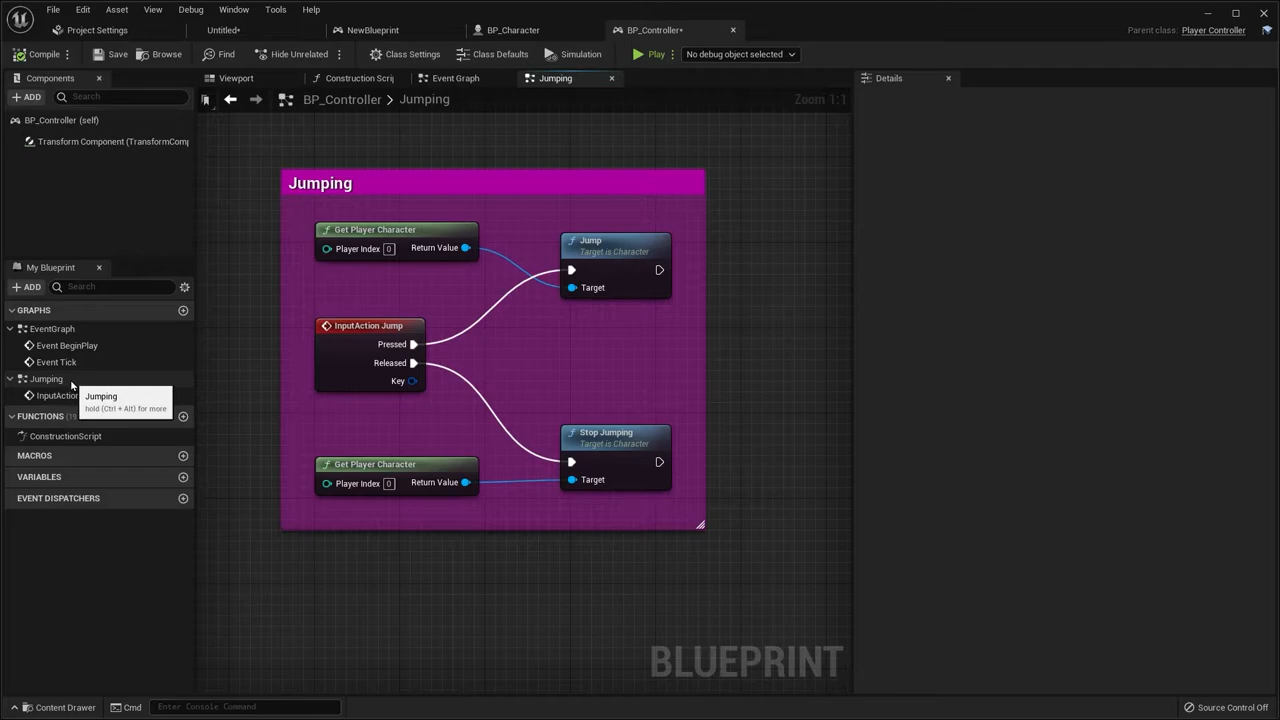 File Edit Asset View Debug Window Tools Help
Project Settings Untitled• NewBlueprint BP_Character BP_Controller• Parent class: Player Controller
Compile Save Browse Find Hide Unrelated Class Settings Class Defaults Simulation Play No debug object selected
Components Viewport Construction Scrip Event Graph Jumping Details
ADD Search
BP_Controller > Jumping Zoom 1:1
BP_Controller (self)
Transform Component (TransformComp
My Blueprint
ADD Search
GRAPHS
EventGraph
Event BeginPlay
Event Tick
Jumping
InputAction
Jumping
hold (Ctrl + Alt) for more
FUNCTIONS (19
ConstructionScript
MACROS
VARIABLES
EVENT DISPATCHERS
Jumping
Get Player Character
Player Index 0 Return Value
Jump
Target is Character
Target
InputAction Jump
Pressed
Released
Key
Stop Jumping
Target is Character
Target
Get Player Character
Player Index 0 Return Value
BLUEPRINT
Content Drawer Cmd Enter Console Command Source Control Off